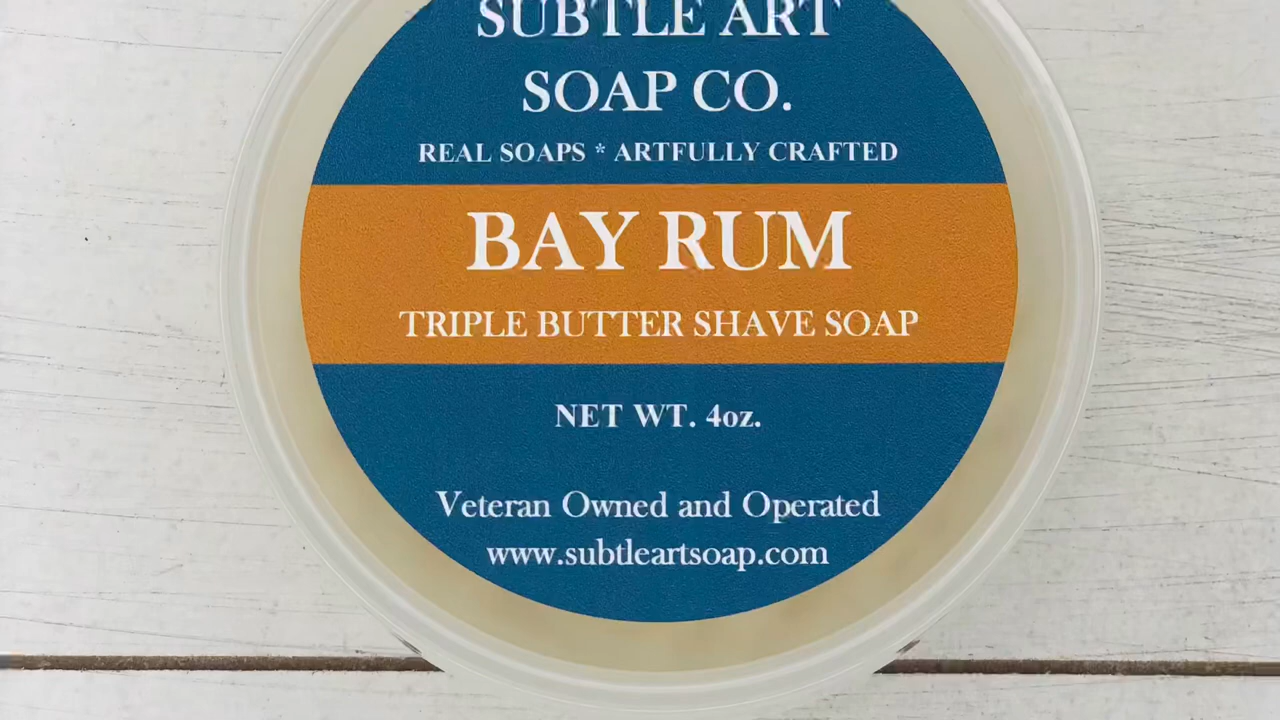 SUBTLE ART
SOAP CO.
REAL SOAPS * ARTFULLY CRAFTED
BAY RUM
TRIPLE BUTTER SHAVE SOAP
NET WT. 4oz.
Veteran Owned and Operated
www.subtleartsoap.com